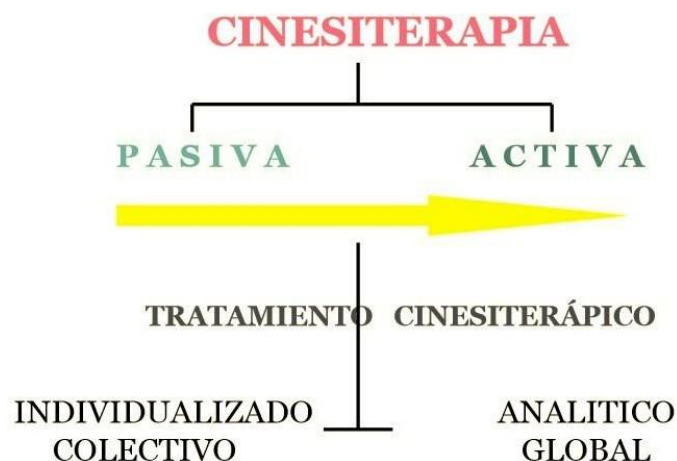 CINESITERAPIA
PASIVA ACTIVA
TRATAMIENTO CINESITERÁPICO
INDIVIDUALIZADO ANALITICO
COLECTIVO GLOBAL